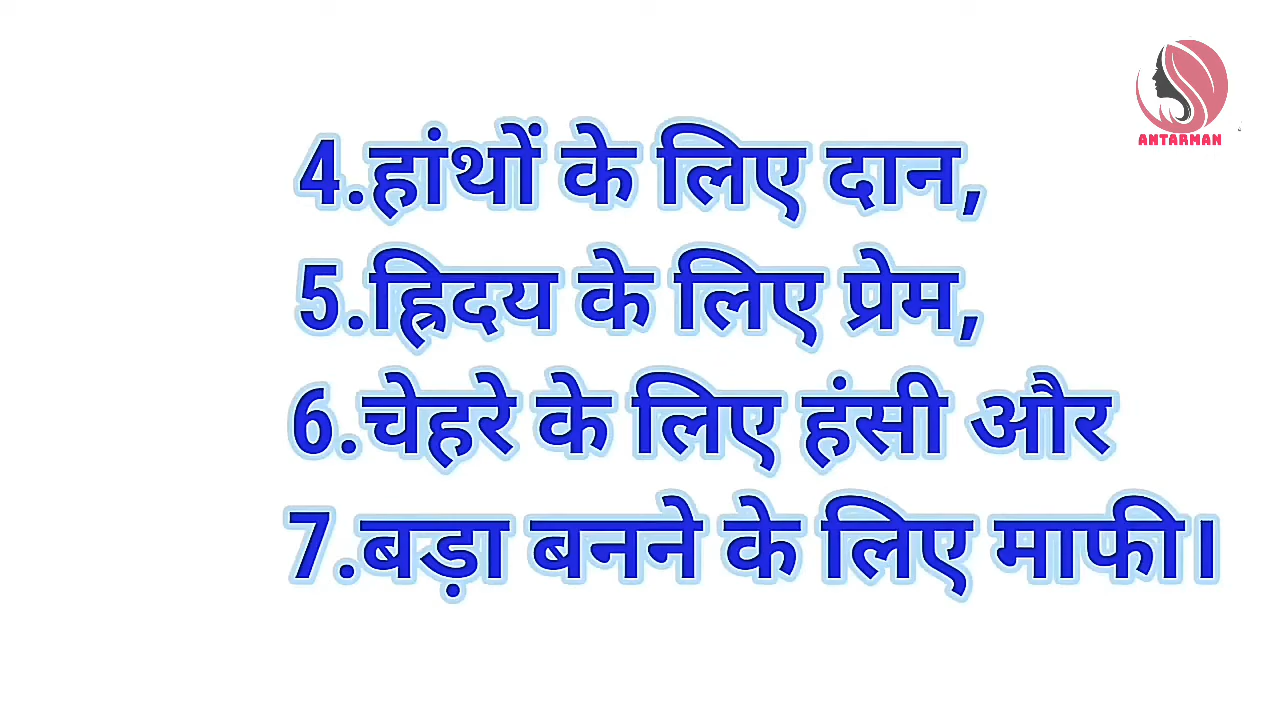 ANTARMAN
4.हांथों के लिए दान,
5.ह्रिदय के लिए प्रेम,
6.चेहरे के लिए हंसी और
7.बड़ा बनने के लिए माफी।